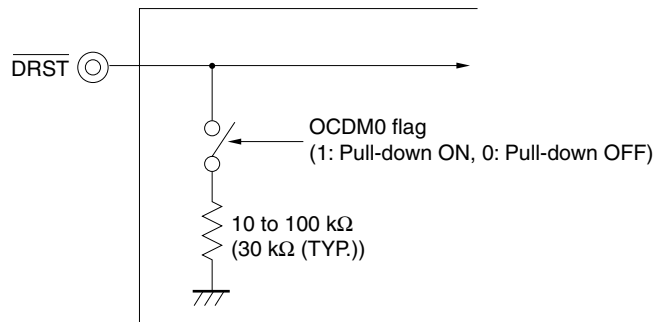 DRST
OCDM0 flag
(1: Pull-down ON, 0: Pull-down OFF)
10 to 100 kΩ
(30 kΩ (TYP.))